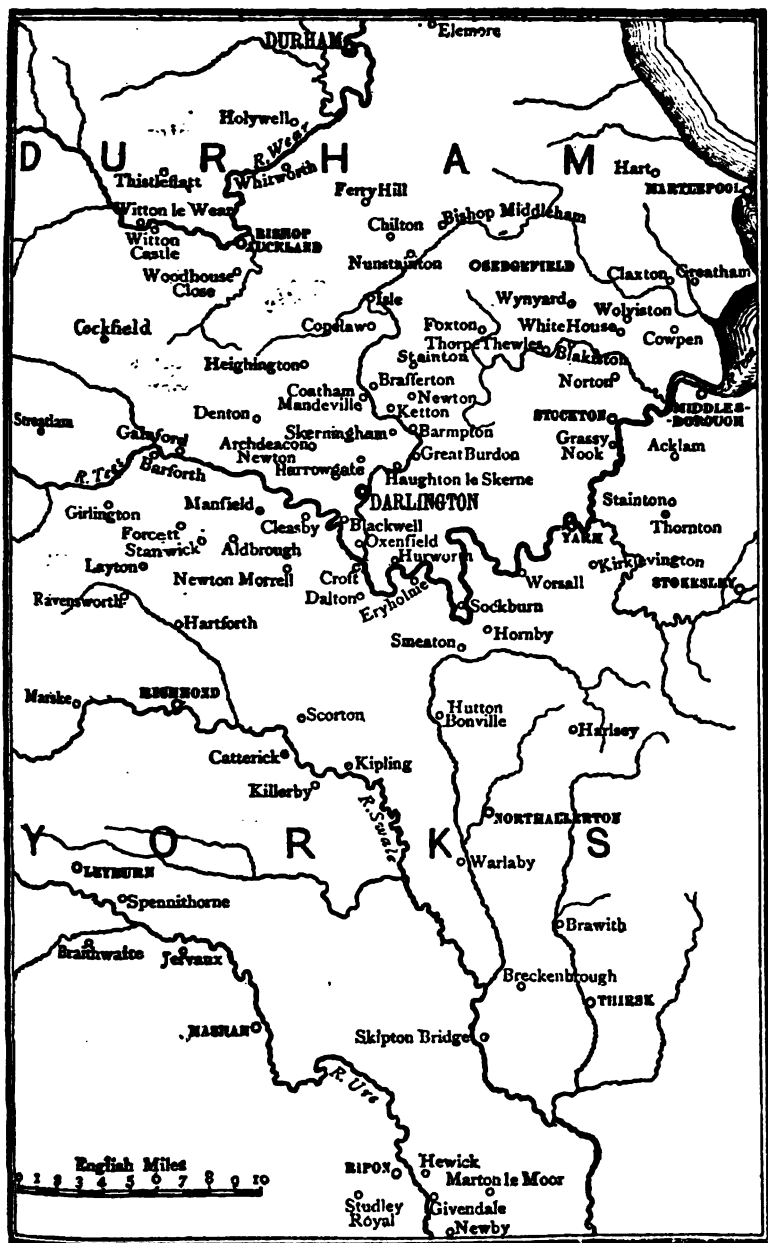 Elemore
DURHAM
Holywell
R. Wear
D U R H A M
Hart
Thistleflatt
Whitworth
HARTLEPOOL
Ferry Hill
Witton le Wear
Bishop Middleham
Chilton
Witton
Castle
BISHOP
AUCKLAND
Nunstainton
SEDGEFIELD
Woodhouse
Close
Claxton
Greatham
Isle
Wynyard
Wolviston
Cockfield
Copelaw
Foxton
White House
Cowpen
Thorpe Thewles
Blakiston
Stainton
Heighington
Brafferton
Norton
Coatham
Mandeville
Newton
MIDDLES-
-BOROUGH
Denton
Ketton
STOCKTON
Streatlam
Gainford
Skerningham
Barmpton
Grassy
Nook
Acklam
Archdeacon
Newton
Great Burdon
Barforth
Harrowgate
R. Tees
Haughton le Skerne
DARLINGTON
Girlington
Manfield
Stainton
Cleasby
Blackwell
Thornton
Forcett
YARM
Stanwick
Aldbrough
Oxenfield
Hurworth
Layton
Kirklevington
Newton Morrell
Croft
Worsall
STOKESLEY
Ravensworth
Dalton
Eryholme
Sockburn
Hartforth
Hornby
Smeaton
Marske
RICHMOND
Hutton
Bonville
Scorton
Harlsey
Catterick
Kipling
Killerby
R. Swale
NORTHALLERTON
Y O R K S
Warlaby
LEYBURN
Spennithorne
Brawith
Braithwaite
Jervaux
Breckenbrough
THIRSK
MASHAM
Skipton Bridge
R. Ure
English Miles
0 1 2 3 4 5 6 7 8 9 10
RIPON
Hewick
Marton le Moor
Studley
Royal
Givendale
Newby